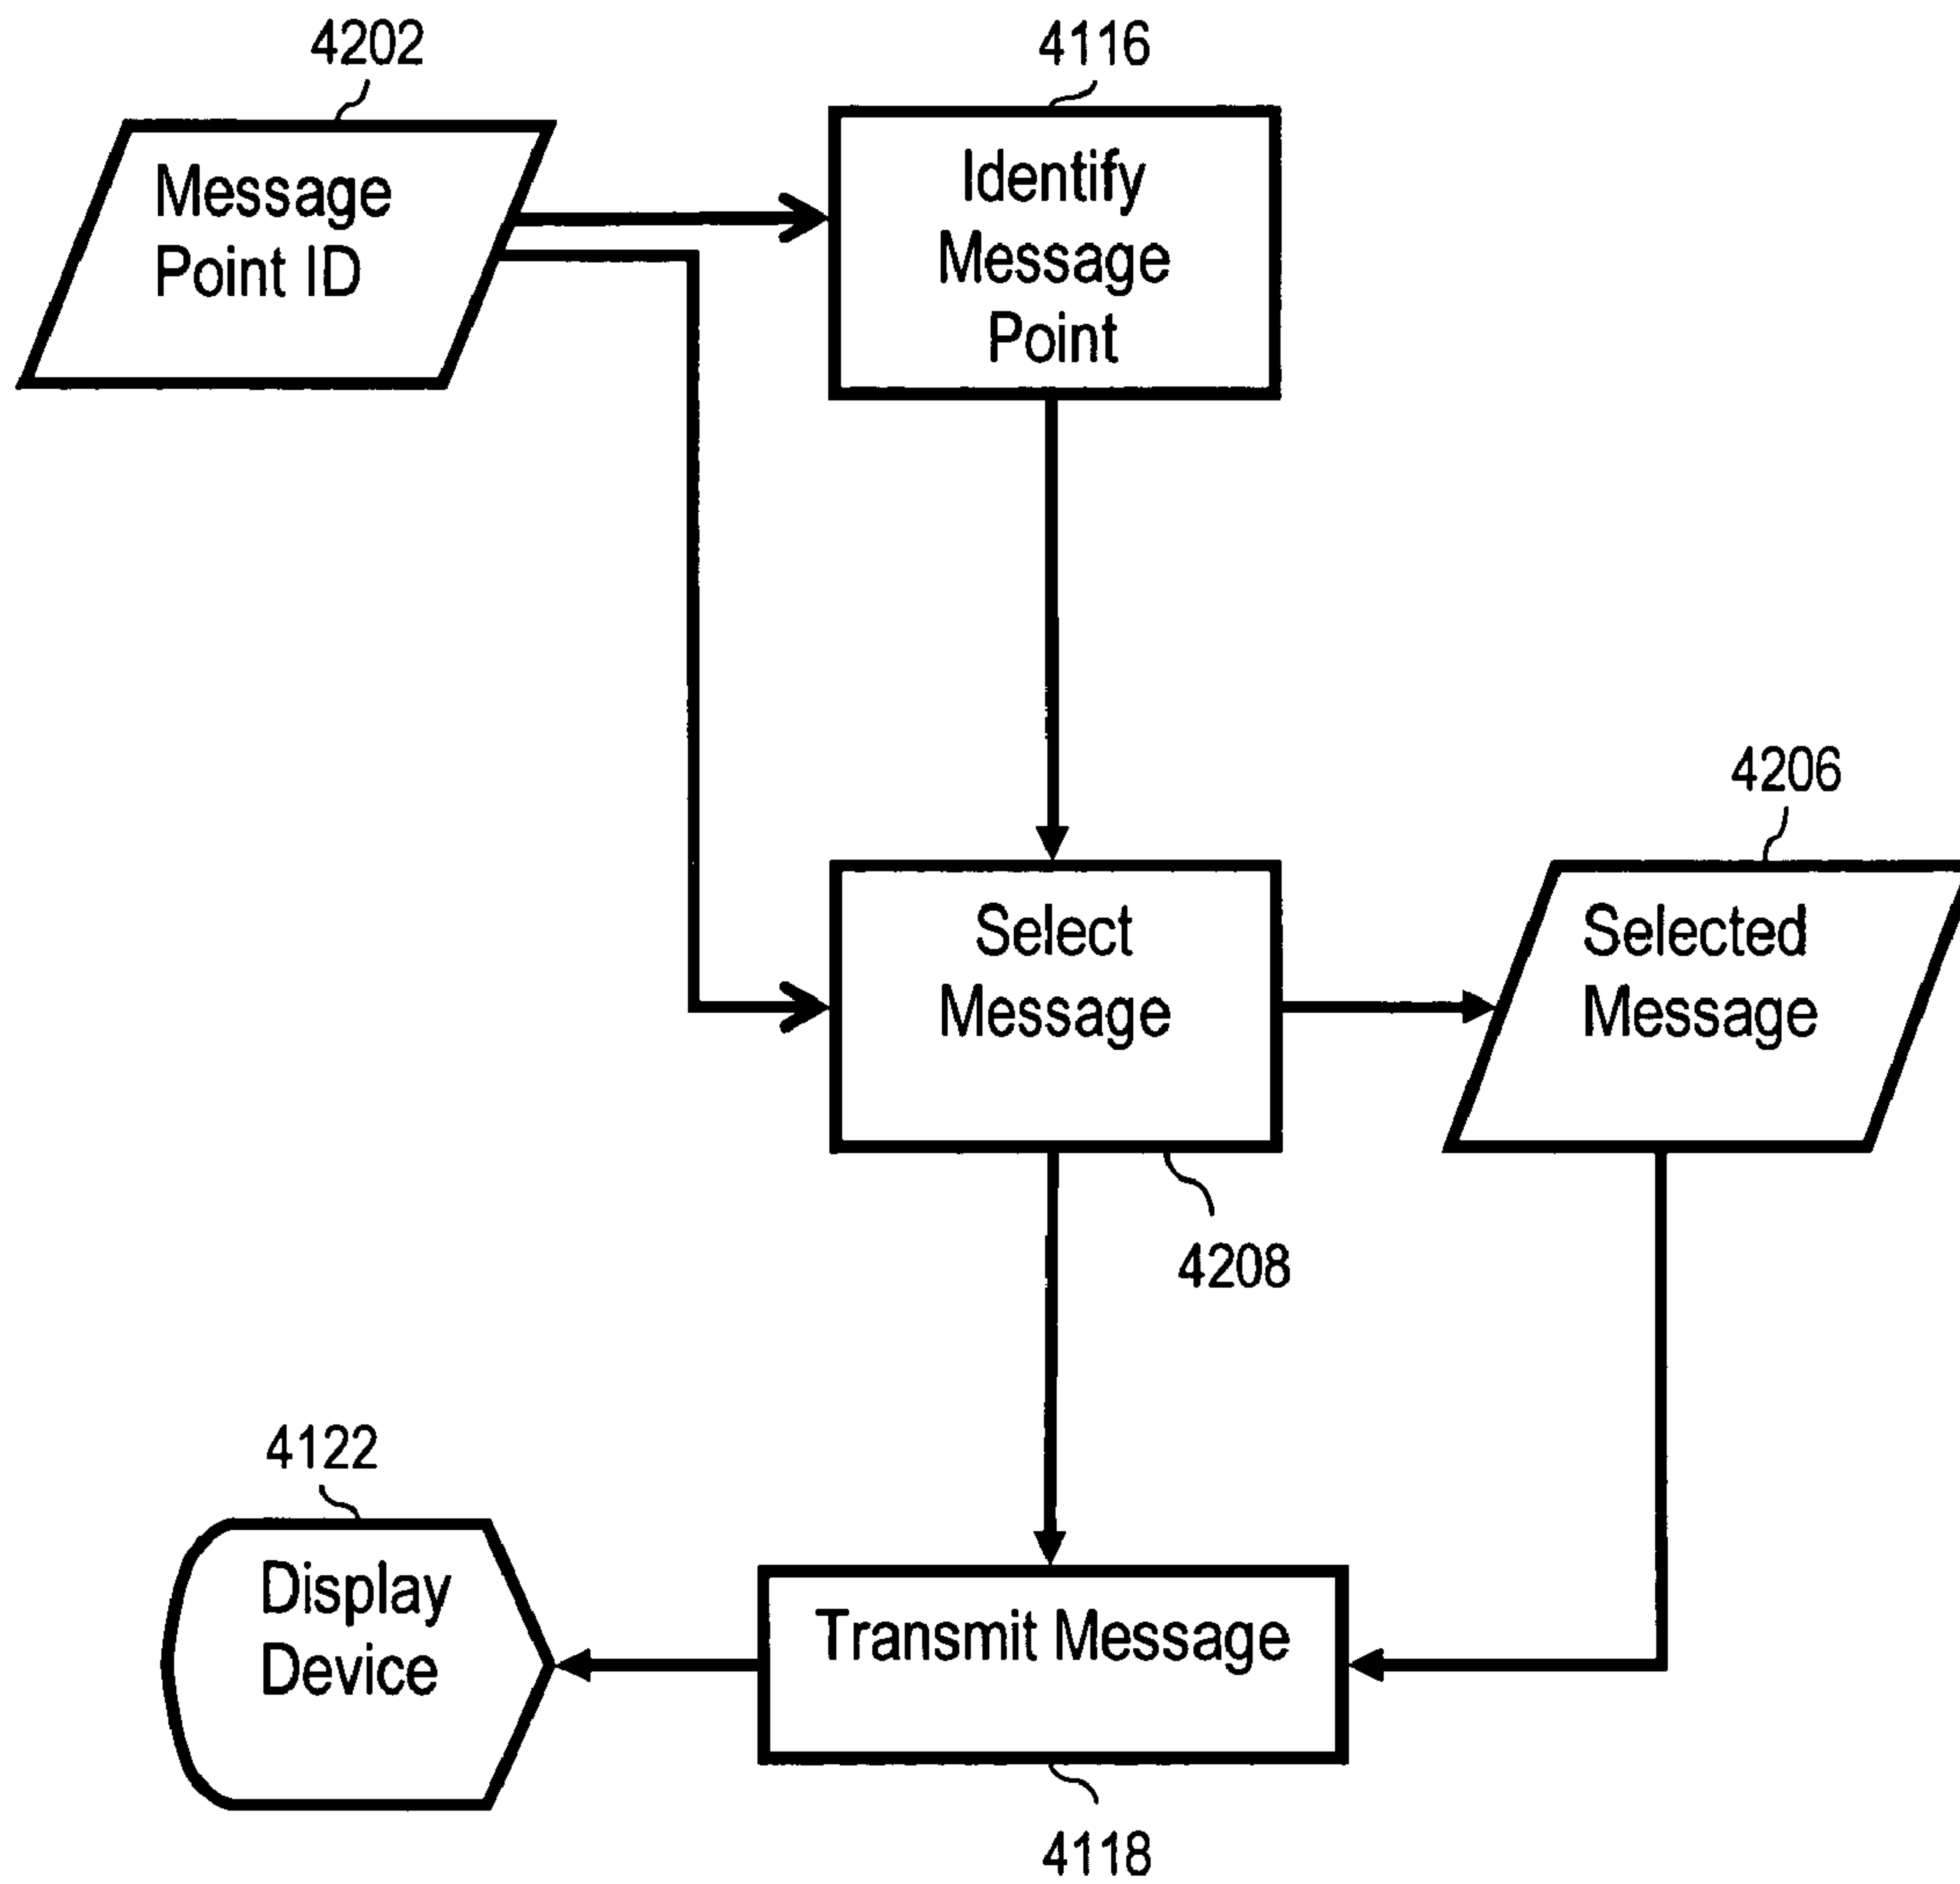 4202
Message
Point ID
4116
Identify
Message
Point
4206
Select
Message
Selected
Message
4208
4122
Display
Device
Transmit Message
4118